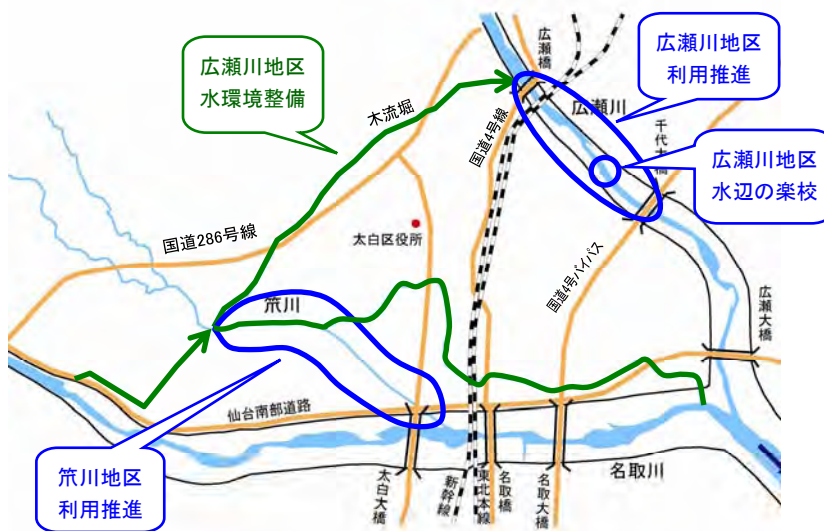 広瀬川地区
水環境整備
広瀬橋
広瀬川地区
利用推進
木流堀
国道4号線
広瀬川
千代大橋
広瀬川地区
水辺の楽校
国道286号線
太白区役所
国道4号バイパス
広瀬大橋
笊川
仙台南部道路
笊川地区
利用推進
太白大橋
新幹線
東北本線
名取橋
名取大橋
名取川